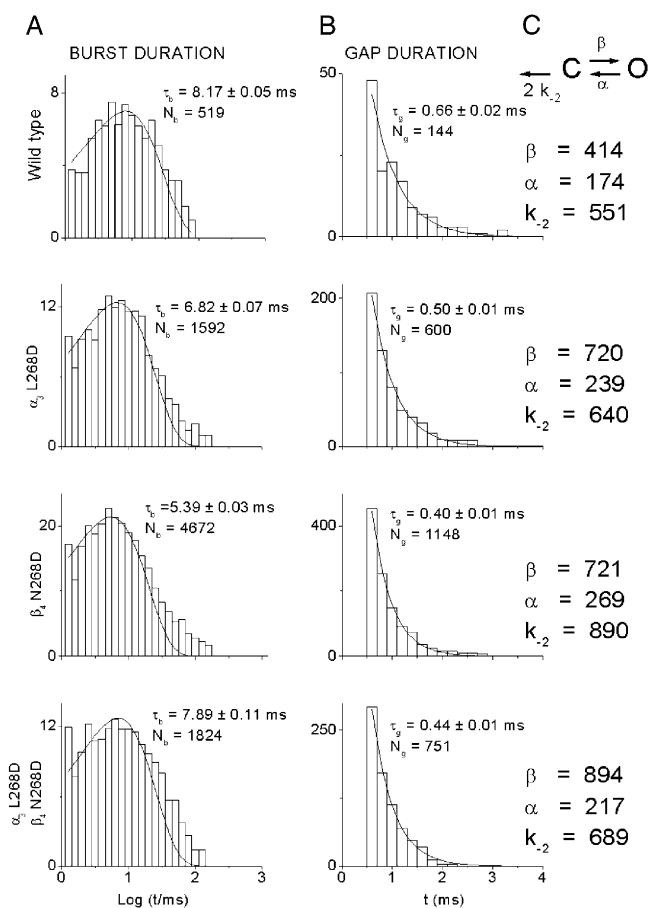 A
BURST DURATION
B
GAP DURATION
C
β
C O
α
2 k-2
Wild type
8
0
τb = 8.17 ± 0.05 ms
Nb = 519
50
0
τg = 0.66 ± 0.02 ms
Ng = 144
β = 414
α = 174
k-2 = 551
α3 L268D
12
0
τb = 6.82 ± 0.07 ms
Nb = 1592
200
0
τg = 0.50 ± 0.01 ms
Ng = 600
β = 720
α = 239
k-2 = 640
β4 N268D
20
0
τb =5.39 ± 0.03 ms
Nb = 4672
400
0
τg = 0.40 ± 0.01 ms
Ng = 1148
β = 721
α = 269
k-2 = 890
α3 L268D
β4 N268D
12
0
τb = 7.89 ± 0.11 ms
Nb = 1824
250
0
τg = 0.44 ± 0.01 ms
Ng = 751
β = 894
α = 217
k-2 = 689
0 1 2 3
Log (t/ms)
0 1 2 3 4
t (ms)